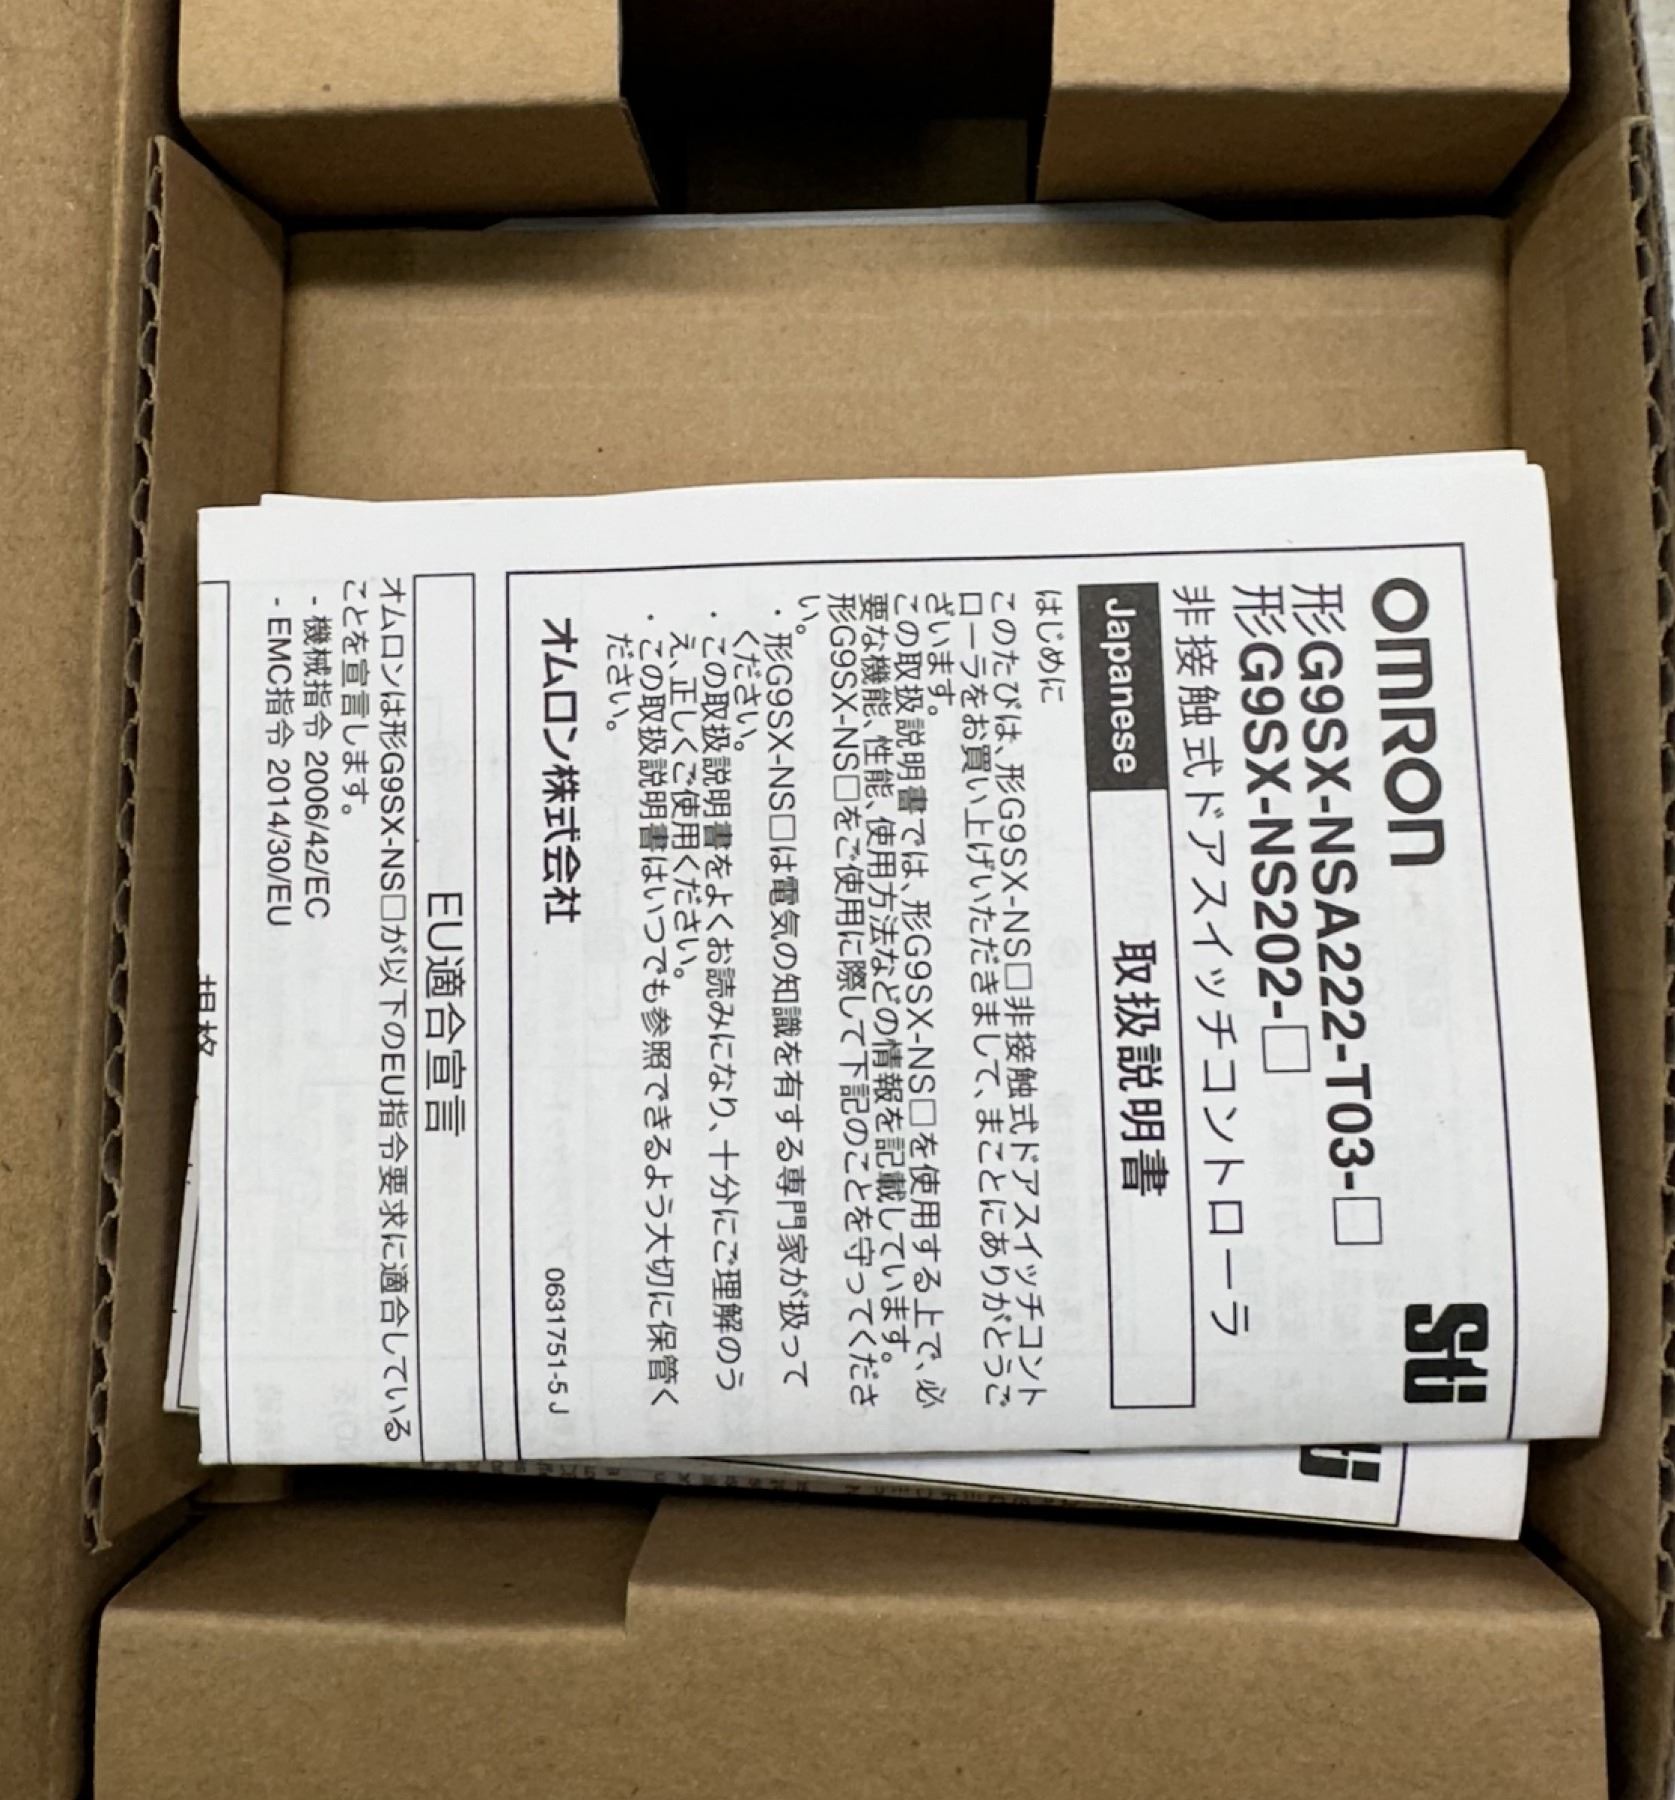 omron
Sti
形G9SX-NSA222-T03-□
形G9SX-NS202-□
非接触式ドアスイッチコントローラ
Japanese 取扱説明書
はじめに
このたびは、形G9SX-NS□非接触式ドアスイッチコント
ローラをお買い上げいただきまして、まことにありがとうご
ざいます。
この取扱説明書では、形G9SX-NS□を使用する上で、必
要な機能、性能、使用方法などの情報を記載しています。
形G9SX-NS□をご使用に際して下記のことを守ってくださ
い。
・形G9SX-NS□は電気の知識を有する専門家が扱って
ください。
・この取扱説明書をよくお読みになり、十分にご理解のう
え、正しくご使用ください。
・この取扱説明書はいつでも参照できるよう大切に保管く
ださい。
オムロン株式会社
0631751-5 J
EU適合宣言
オムロンは形G9SX-NS□が以下のEU指令要求に適合している
ことを宣言します。
- 機械指令 2006/42/EC
- EMC指令 2014/30/EU